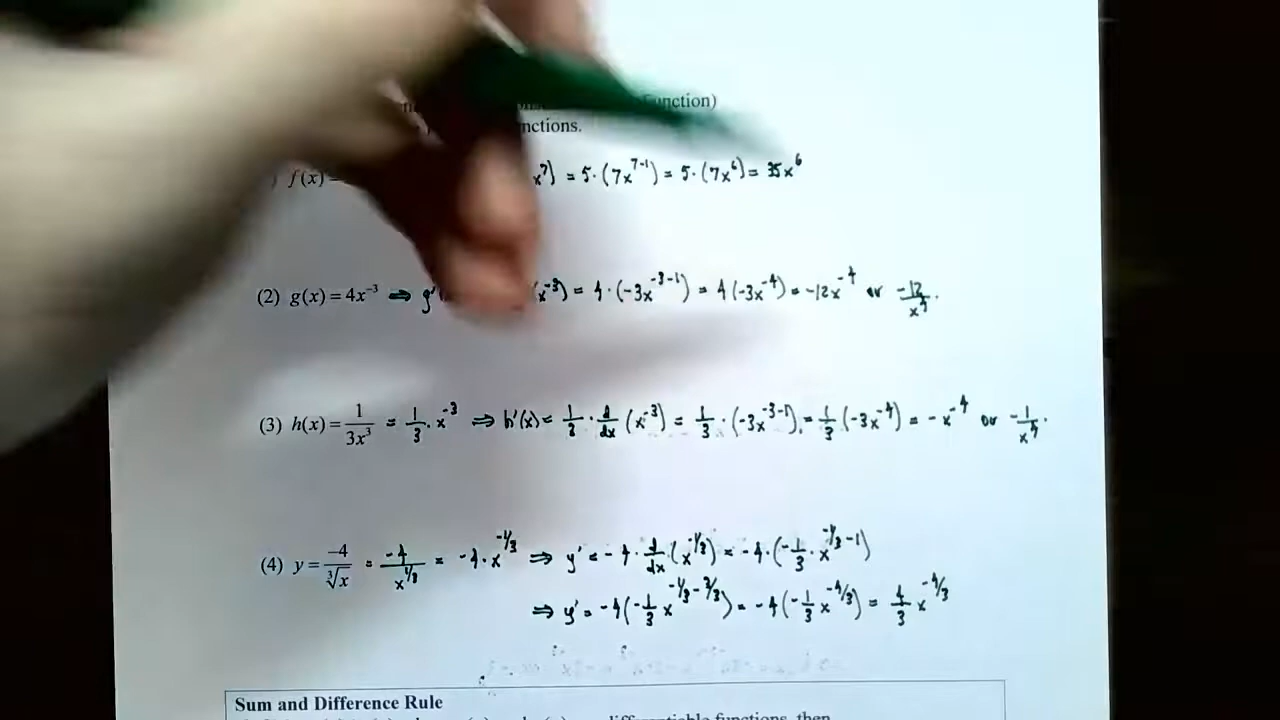 Function)
nctions.
f(x)= x⁷) = 5·(7x⁷⁻¹) = 5·(7x⁶) = 35x⁶
(2) g(x) = 4x⁻³ ⇒ g'( x⁻³) = 4·(-3x⁻³⁻¹) = 4(-3x⁻⁴) = -12x⁻⁴ or -12/x⁴.
(3) h(x) = 1/3x³ = 1/3·x⁻³ ⇒ h'(x) = 1/3·d/dx(x⁻³) = 1/3·(-3x⁻³⁻¹) = 1/3(-3x⁻⁴) = -x⁻⁴ or -1/x⁴.
(4) y = -4/∛x = -4/x^(1/3) = -4·x^(-1/3) ⇒ y' = -4·d/dx(x^(-1/3)) = -4·(-1/3·x^(-1/3-1))
⇒ y' = -4(-1/3 x^(-1/3-3/3)) = -4(-1/3 x^(-4/3)) = 4/3 x^(-4/3)
Sum and Difference Rule
differentiable functions, then